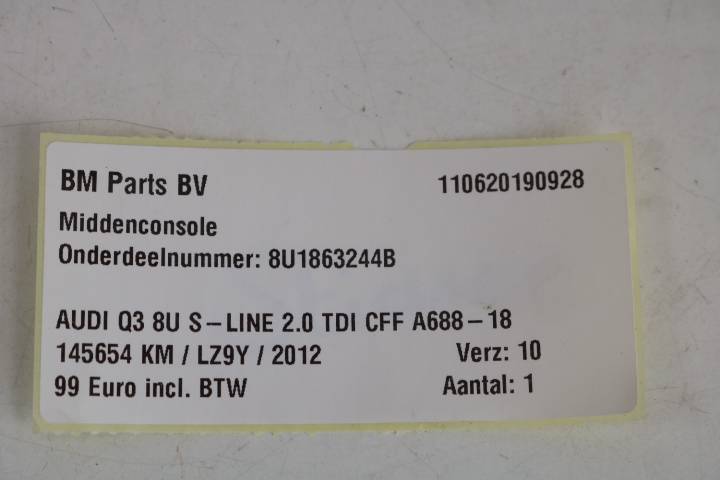 BM Parts BV 110620190928
Middenconsole
Onderdeelnummer: 8U1863244B
AUDI Q3 8U S-LINE 2.0 TDI CFF A688-18
145654 KM / LZ9Y / 2012 Verz: 10
99 Euro incl. BTW Aantal: 1